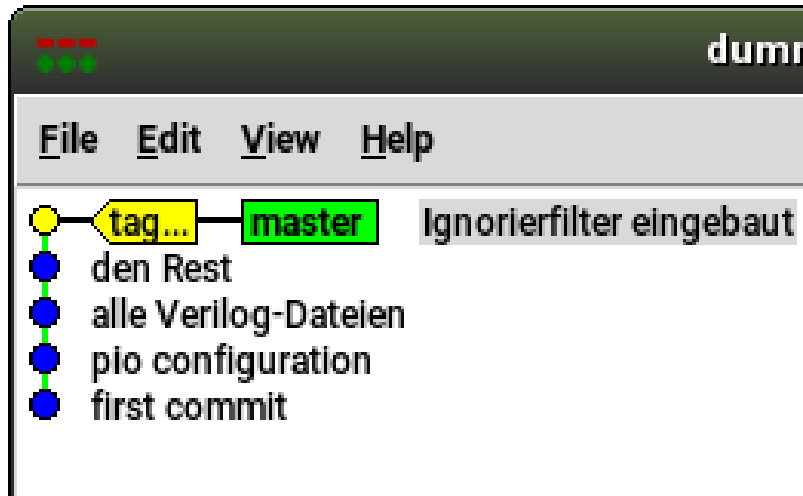 dumm
File Edit View Help
tag... master Ignorierfilter eingebaut
den Rest
alle Verilog-Dateien
pio configuration
first commit